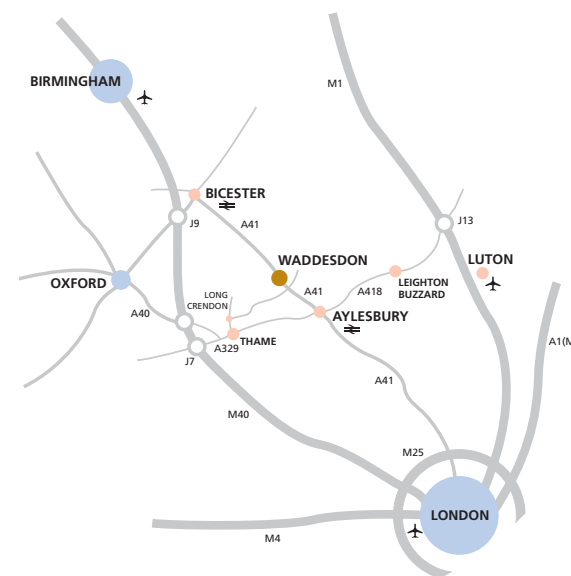 BIRMINGHAM
M1
BICESTER
J9
A41
J13
WADDESDON
LUTON
OXFORD
LONG
CRENDON
A41
A418
LEIGHTON
BUZZARD
A40
AYLESBURY
THAME
A329
J7
A1(M
A41
M40
M25
LONDON
M4